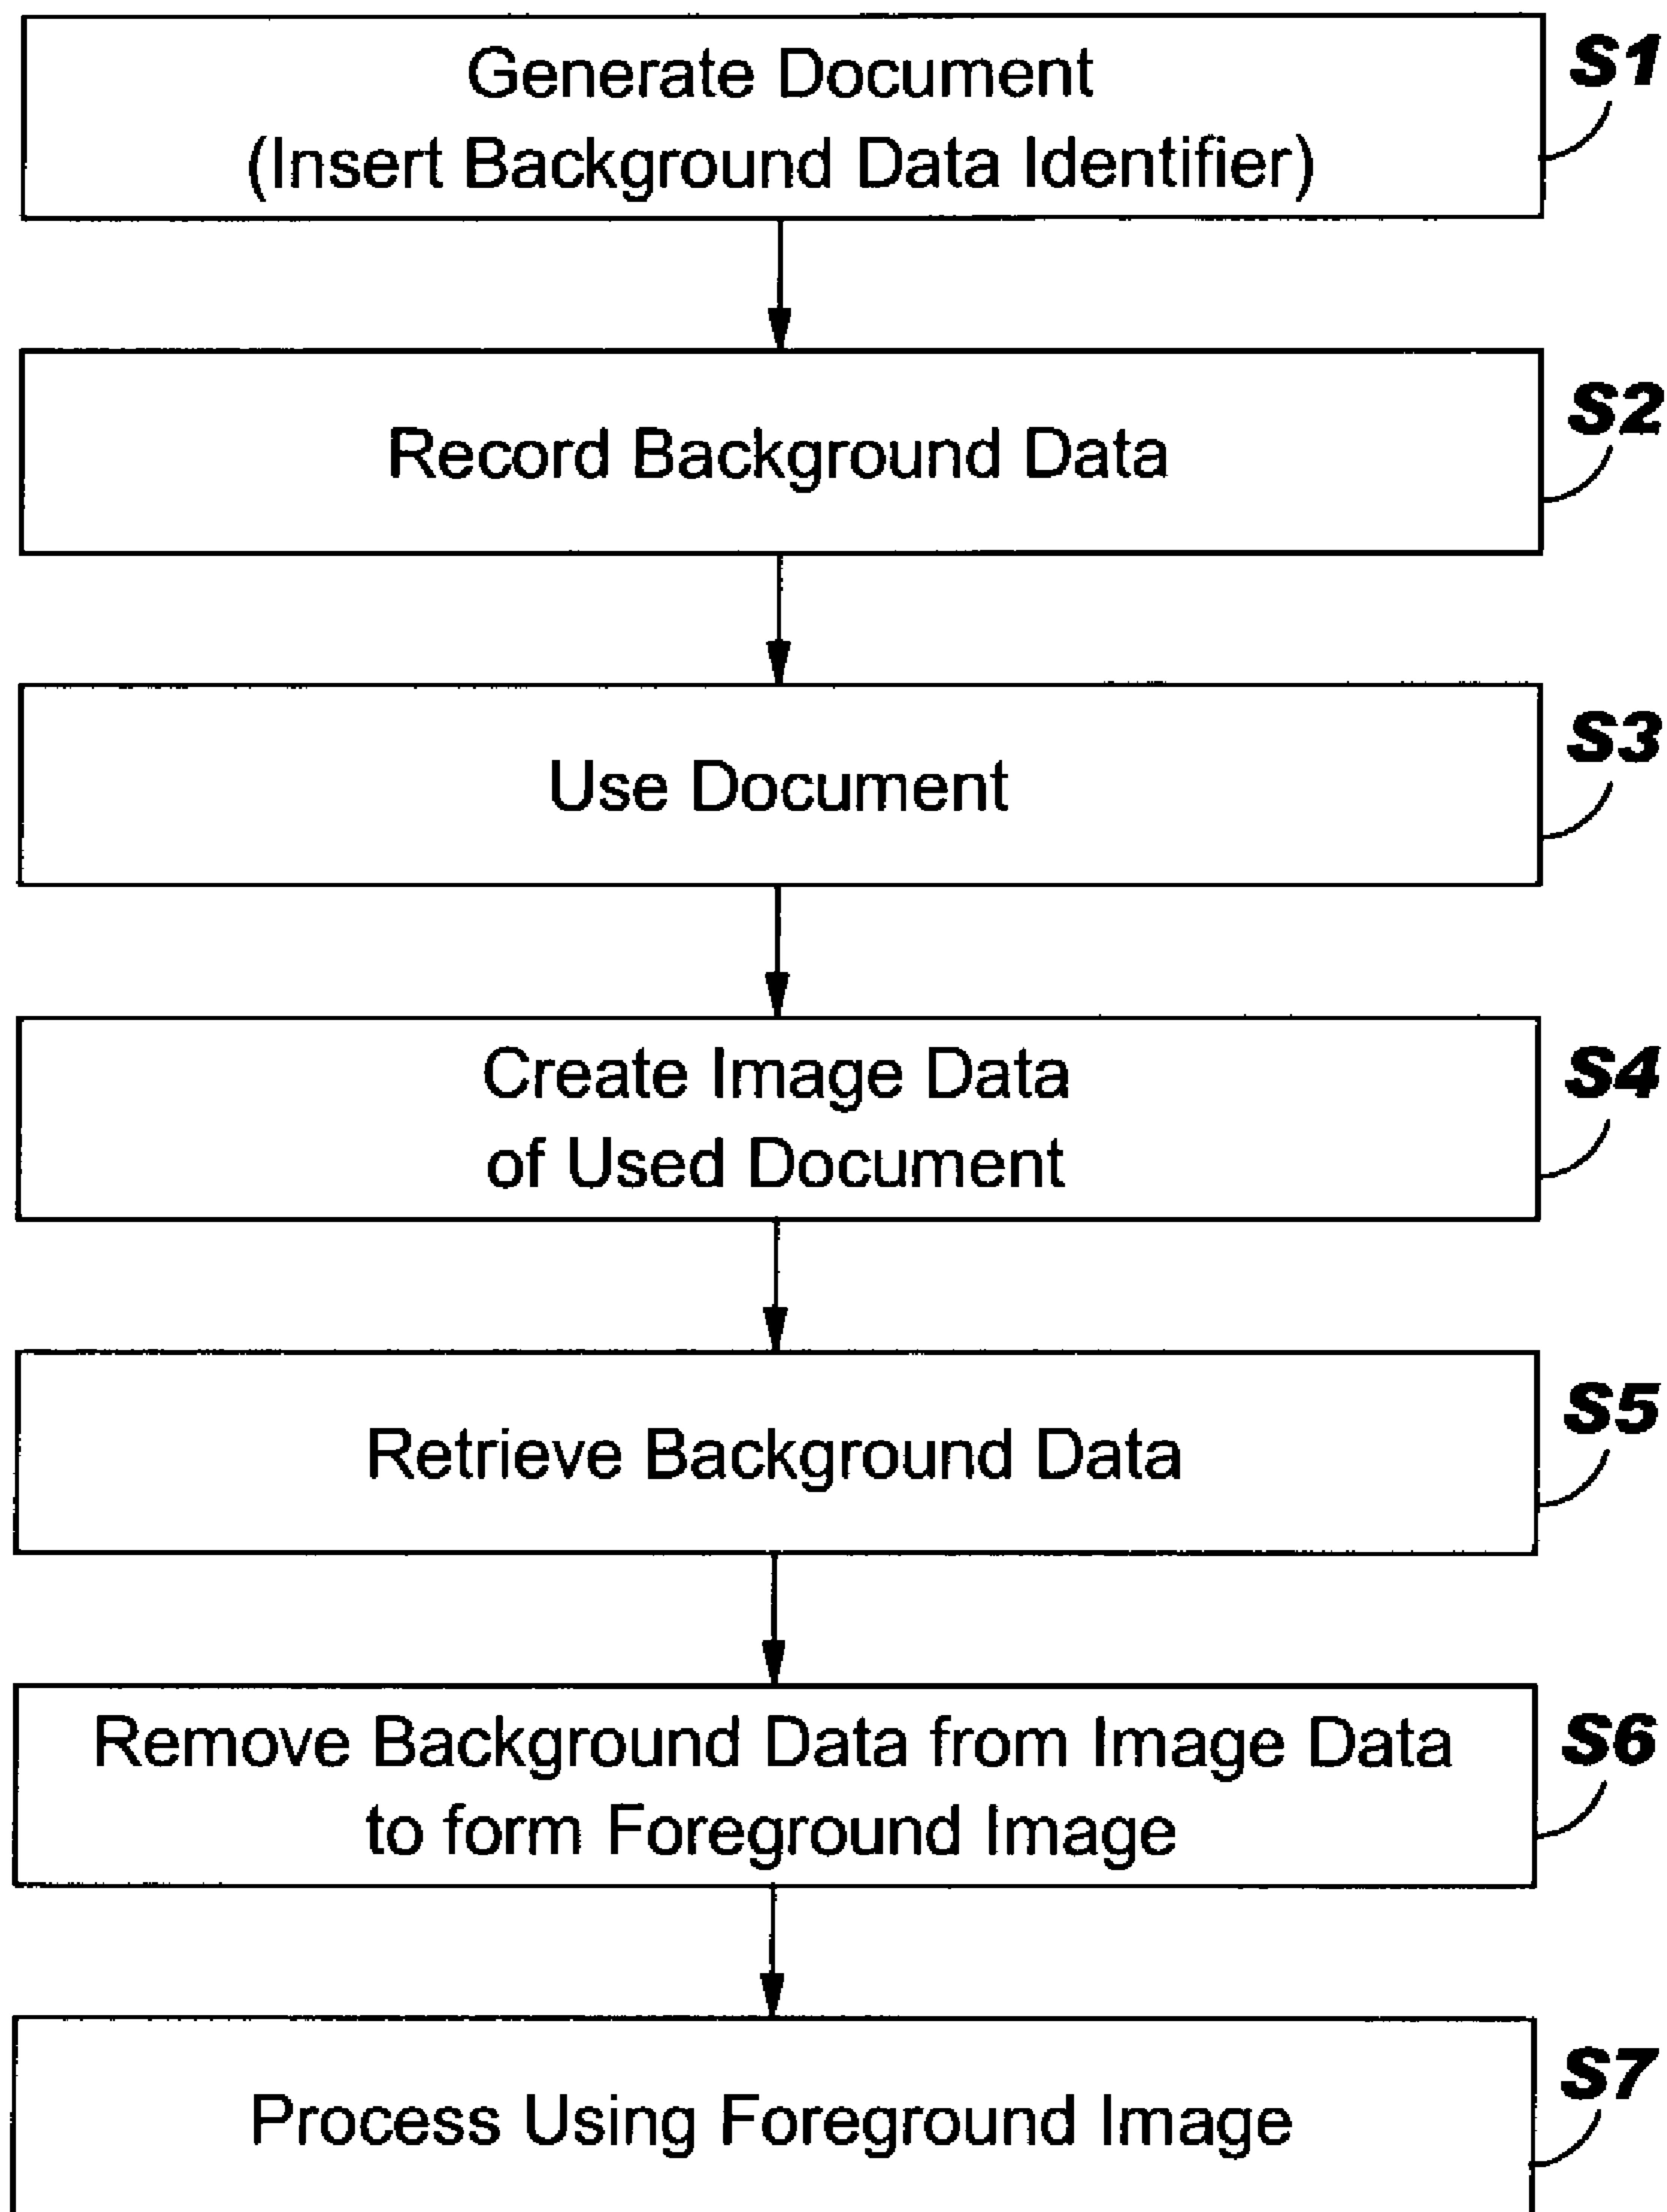 Generate Document
(Insert Background Data Identifier)
S1
Record Background Data
S2
Use Document
S3
Create Image Data
of Used Document
S4
Retrieve Background Data
S5
Remove Background Data from Image Data
to form Foreground Image
S6
Process Using Foreground Image
S7